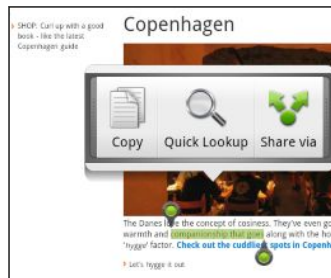 SHOP: Curl up with a good
book - like the latest
Copenhagen guide
Copenhagen
Copy
Quick Lookup
Share via
The Danes love the concept of cosiness. They've even go
warmth and companionship that goes along with the ho
'hygge' factor. Check out the cuddliest spots in Copenh
Let's hygge it out